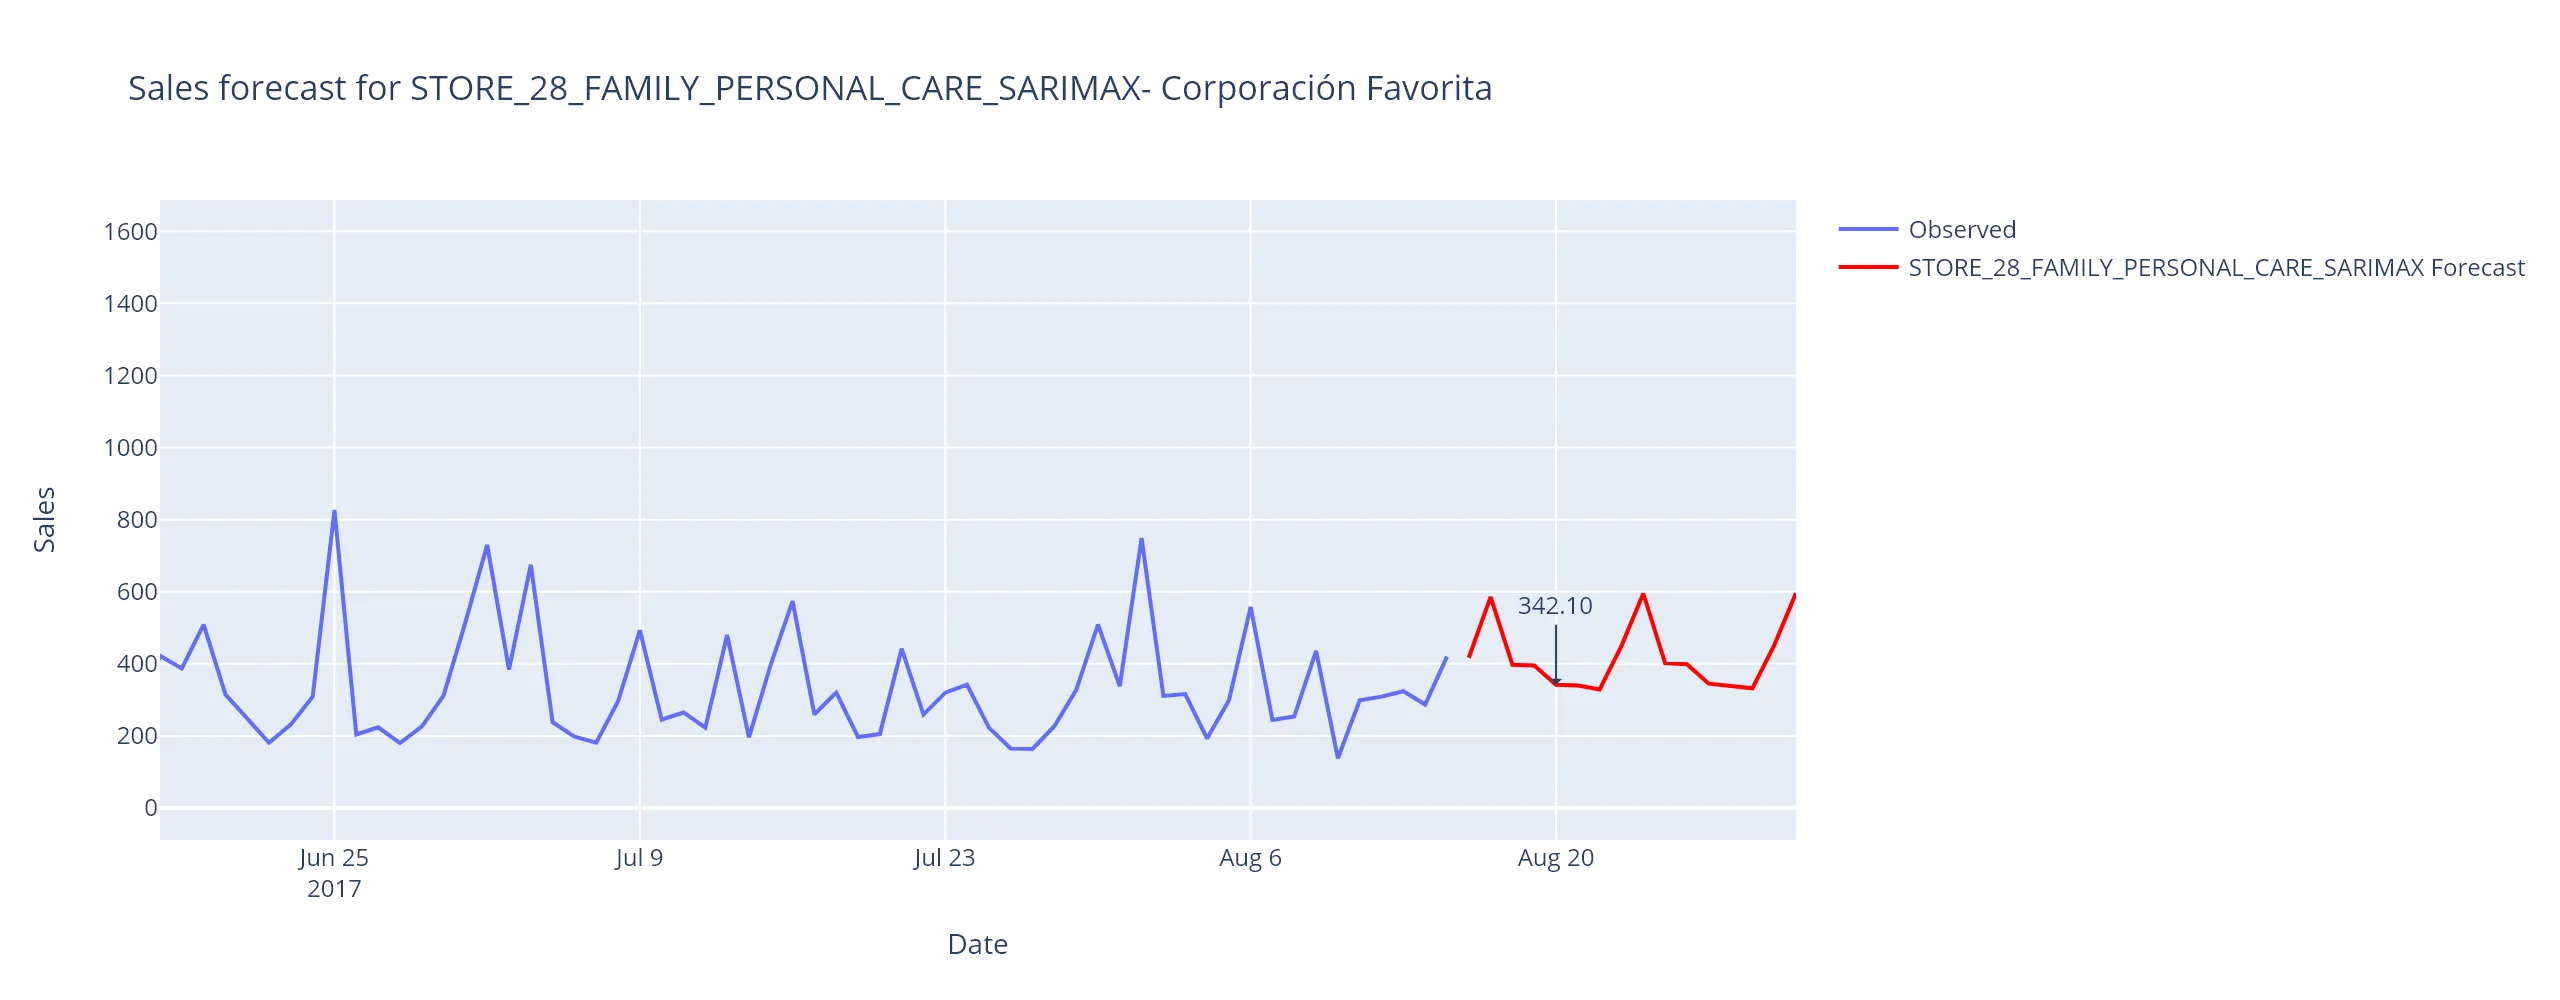 Sales forecast for STORE_28_FAMILY_PERSONAL_CARE_SARIMAX- Corporación Favorita
Observed
STORE_28_FAMILY_PERSONAL_CARE_SARIMAX Forecast
1600
1400
1200
1000
800
600
400
200
0
Sales
342.10
Jun 25
2017
Jul 9
Jul 23
Aug 6
Aug 20
Date